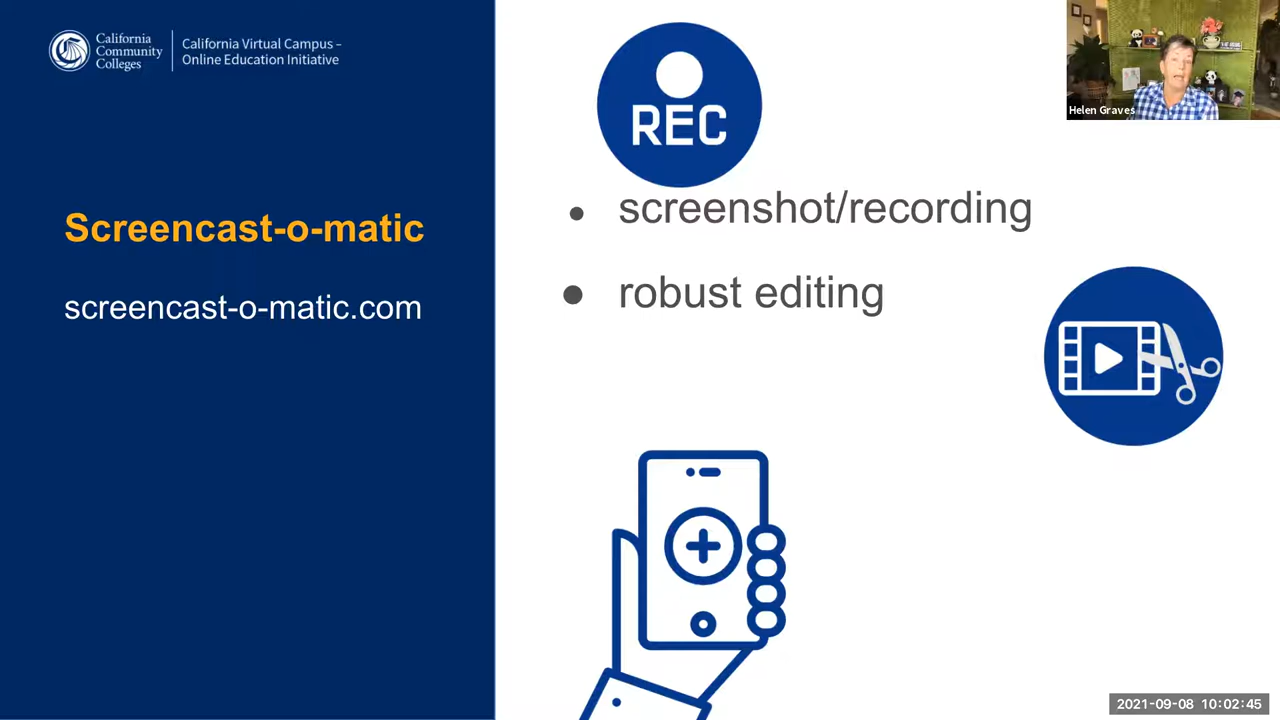 California
Community
Colleges
California Virtual Campus –
Online Education Initiative
Screencast-o-matic
screencast-o-matic.com
REC
● screenshot/recording
● robust editing
Helen Graves
2021-09-08 10:02:45